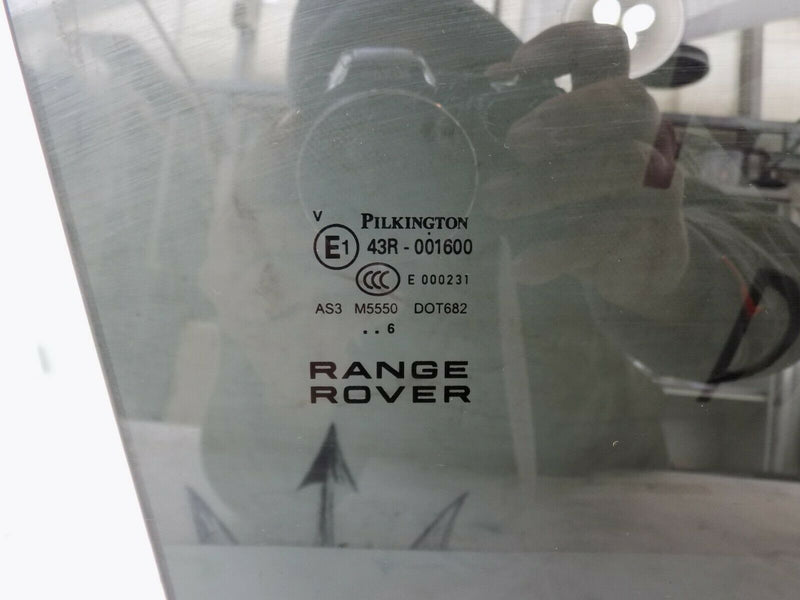 V
PILKINGTON
E1 43R - 001600
CCC E 000231
AS3 M5550 DOT682
. . 6
RANGE
ROVER